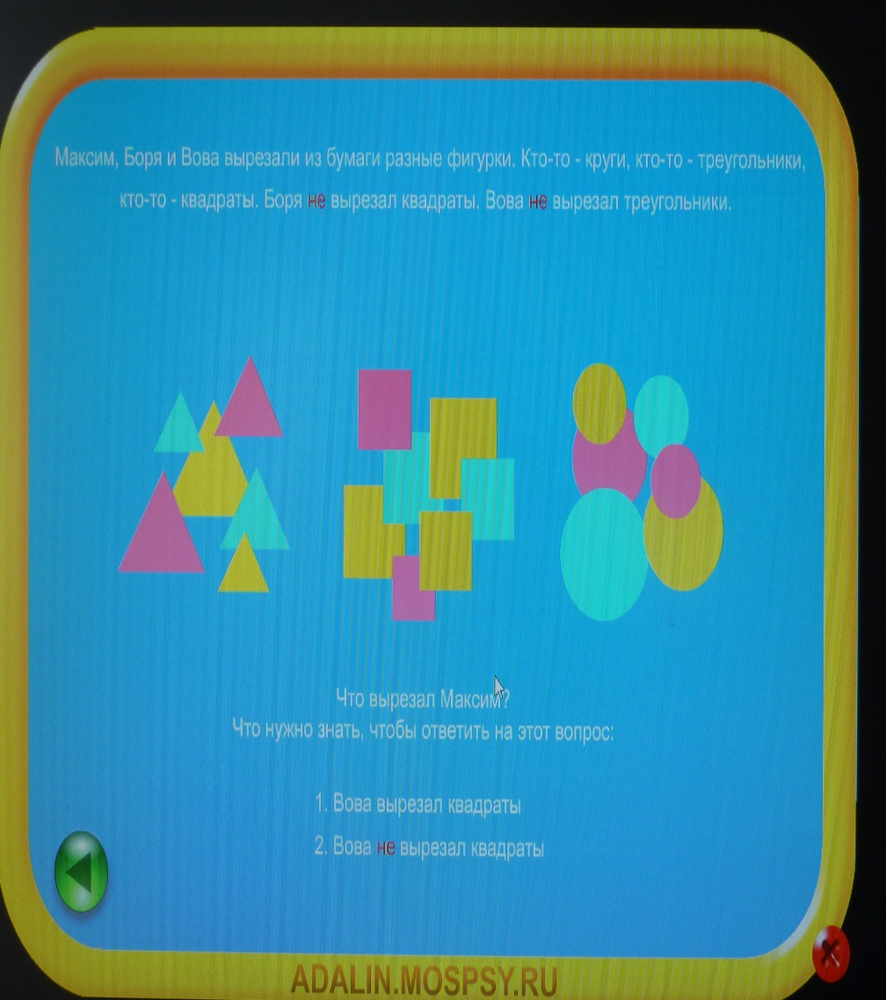 Максим, Боря и Вова вырезали из бумаги разные фигурки. Кто-то - круги, кто-то - треугольники,
кто-то - квадраты. Боря не вырезал квадраты. Вова не вырезал треугольники.
Что вырезал Максим?
Что нужно знать, чтобы ответить на этот вопрос:
1. Вова вырезал квадраты
2. Вова не вырезал квадраты
ADALIN.MOSPSY.RU